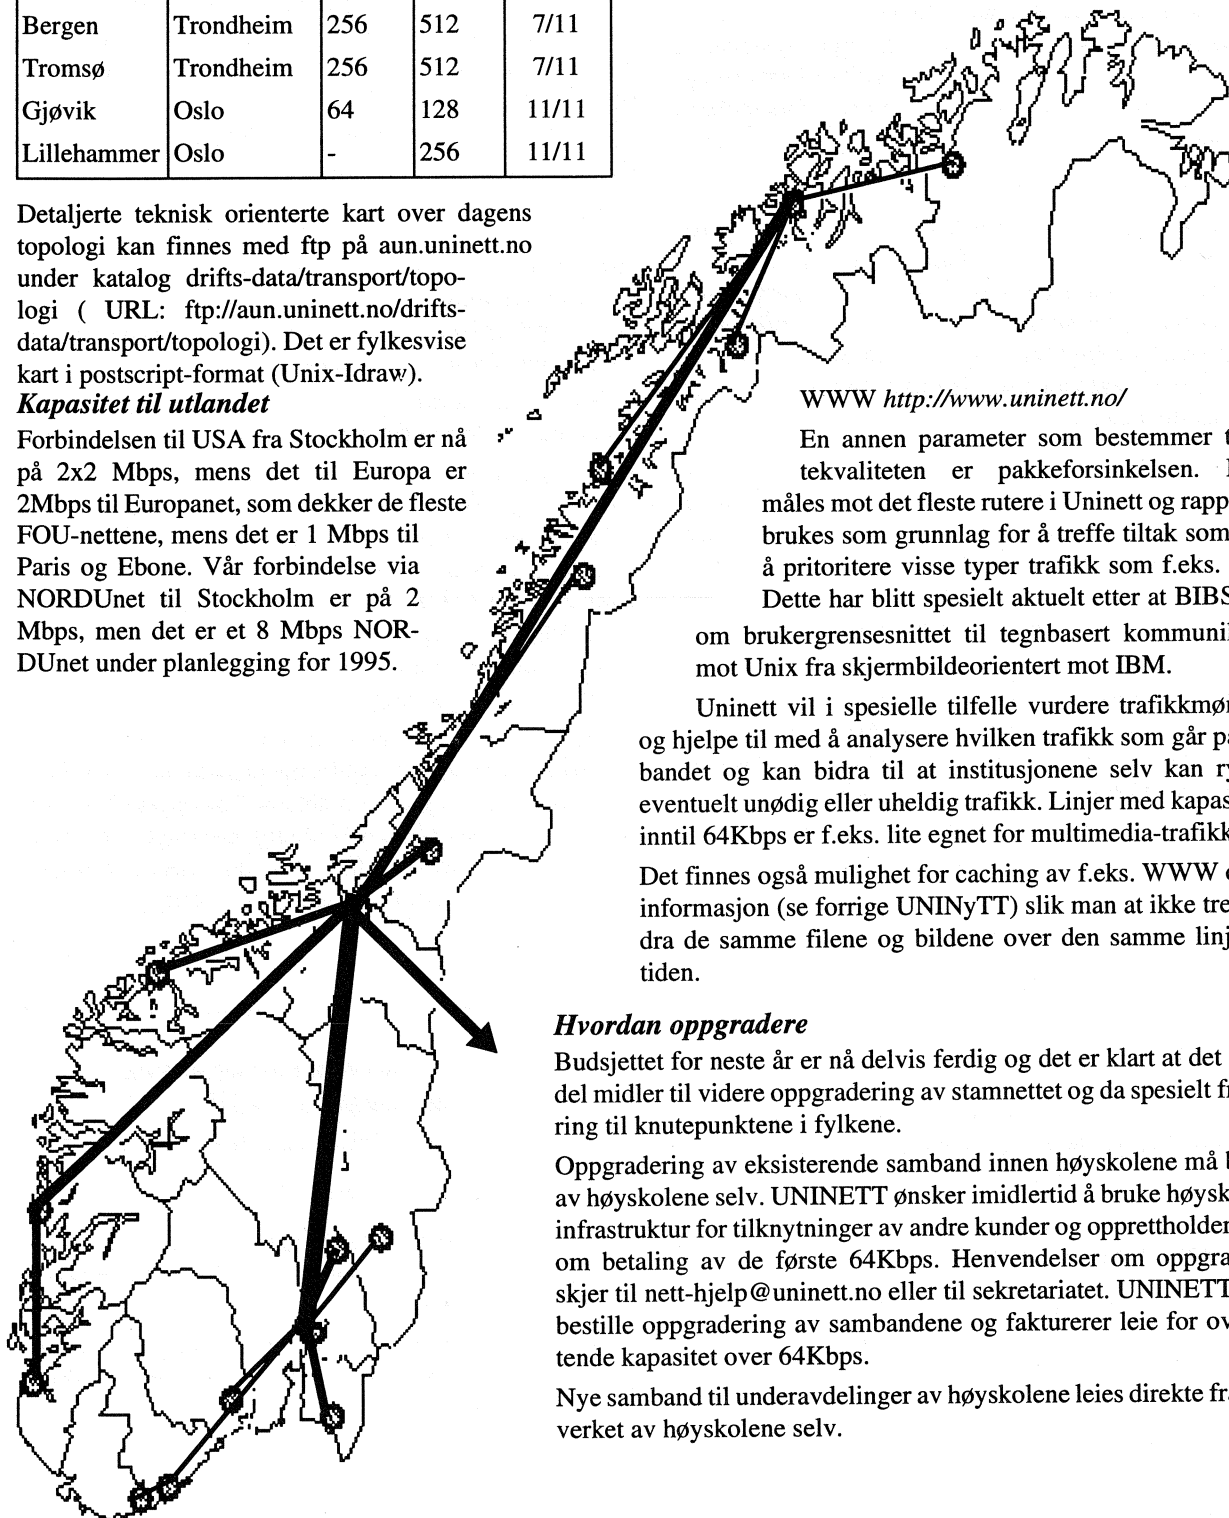 Bergen Trondheim 256 512 7/11
Tromsø Trondheim 256 512 7/11
Gjøvik Oslo 64 128 11/11
Lillehammer Oslo - 256 11/11
Detaljerte teknisk orienterte kart over dagens
topologi kan finnes med ftp på aun.uninett.no
under katalog drifts-data/transport/topo-
logi ( URL: ftp://aun.uninett.no/drifts-
data/transport/topologi). Det er fylkesvise
kart i postscript-format (Unix-Idraw).
Kapasitet til utlandet
Forbindelsen til USA fra Stockholm er nå
på 2x2 Mbps, mens det til Europa er
2Mbps til Europanet, som dekker de fleste
FOU-nettene, mens det er 1 Mbps til
Paris og Ebone. Vår forbindelse via
NORDUnet til Stockholm er på 2
Mbps, men det er et 8 Mbps NOR-
DUnet under planlegging for 1995.
WWW http://www.uninett.no/
En annen parameter som bestemmer
tekvaliteten er pakkeforsinkelsen.
måles mot det fleste rutere i Uninett og rapp
brukes som grunnlag for å treffe tiltak som
å pritoritere visse typer trafikk som f.eks.
Dette har blitt spesielt aktuelt etter at BIBS
om brukergrensesnittet til tegnbasert kommuni
mot Unix fra skjermbildeorientert mot IBM.
Uninett vil i spesielle tilfelle vurdere trafikkmøn
og hjelpe til med å analysere hvilken trafikk som går på
bandet og kan bidra til at institusjonene selv kan ry
eventuelt unødig eller uheldig trafikk. Linjer med kapas
inntil 64Kbps er f.eks. lite egnet for multimedia-trafikk
Det finnes også mulighet for caching av f.eks. WWW
informasjon (se forrige UNINyTT) slik man at ikke tre
dra de samme filene og bildene over den samme linj
tiden.
Hvordan oppgradere
Budsjettet for neste år er nå delvis ferdig og det er klart at det
del midler til videre oppgradering av stamnettet og da spesielt fr
ring til knutepunktene i fylkene.
Oppgradering av eksisterende samband innen høyskolene må b
av høyskolene selv. UNINETT ønsker imidlertid å bruke høysk
infrastruktur for tilknytninger av andre kunder og opprettholder
om betaling av de første 64Kbps. Henvendelser om oppgra
skjer til nett-hjelp@uninett.no eller til sekretariatet. UNINETT
bestille oppgradering av sambandene og fakturerer leie for ov
tende kapasitet over 64Kbps.
Nye samband til underavdelinger av høyskolene leies direkte fra
verket av høyskolene selv.